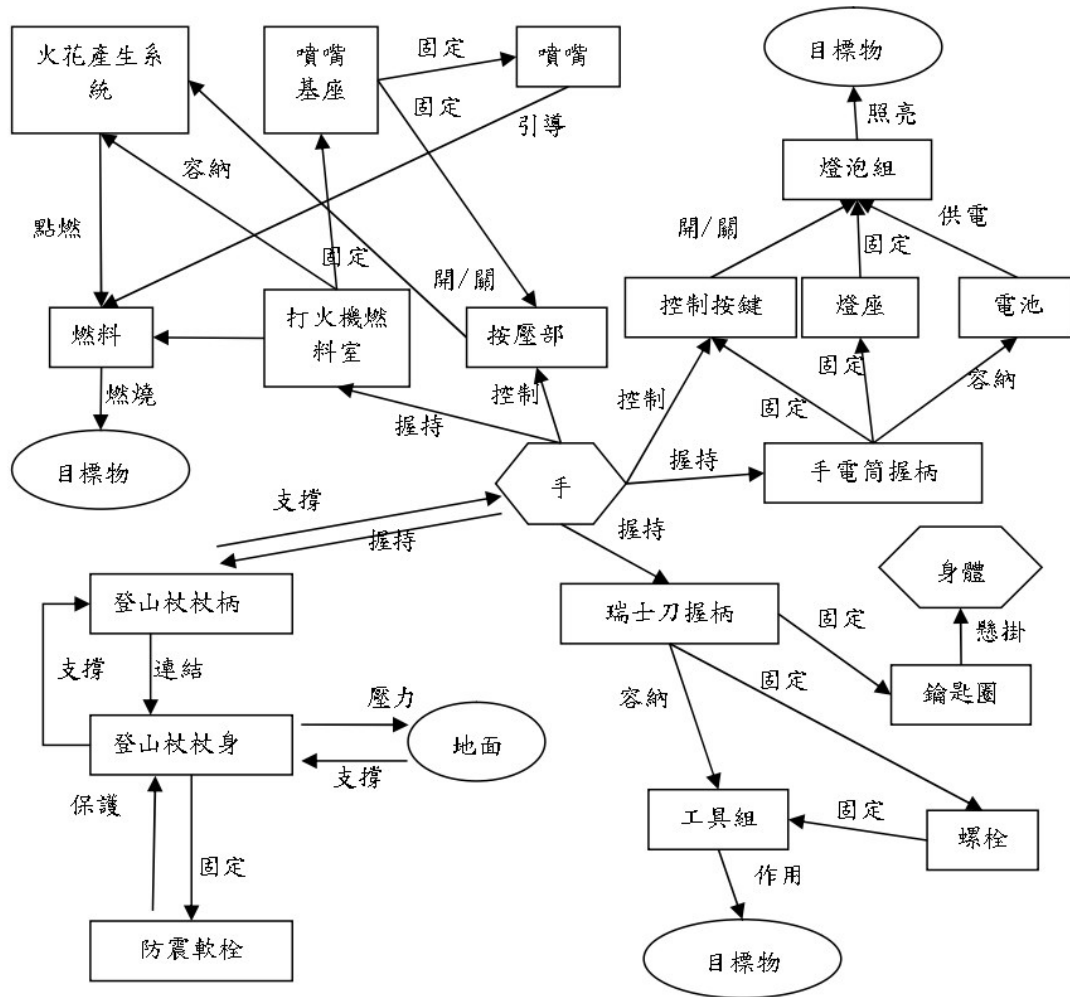 火花產生系
統
噴嘴
基座
固定
噴嘴
目標物
固定
引導
照亮
容納
燈泡組
點燃
固定
開/關
開/關
固定
供電
燃料
打火機燃
料室
按壓部
控制按鍵
燈座
電池
燃燒
握持
控制
控制
固定
固定
容納
目標物
手
握持
手電筒握柄
支撐
握持
握持
身體
登山杖杖柄
瑞士刀握柄
固定
懸掛
支撐
連結
容納
固定
鑰匙圈
登山杖杖身
壓力
地面
支撐
保護
固定
工具組
固定
螺栓
作用
防震軟栓
目標物